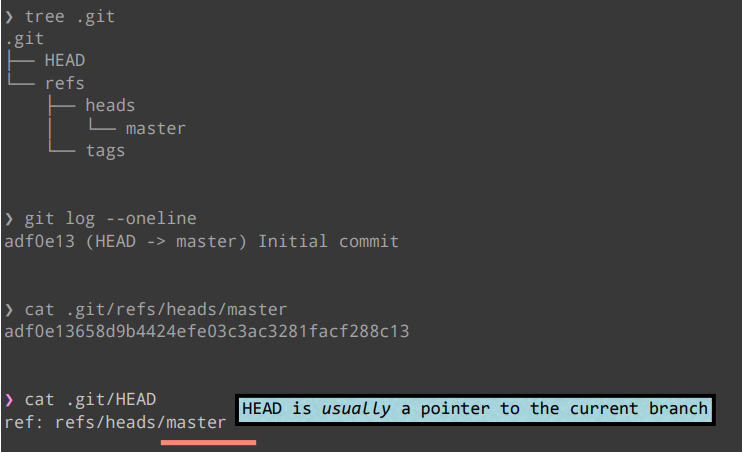 ❯ tree .git
.git
├── HEAD
└── refs
    ├── heads
    │   └── master
    └── tags
❯ git log --oneline
adf0e13 (HEAD -> master) Initial commit
❯ cat .git/refs/heads/master
adf0e13658d9b4424efe03c3ac3281facf288c13
❯ cat .git/HEAD
HEAD is usually a pointer to the current branch
ref: refs/heads/master